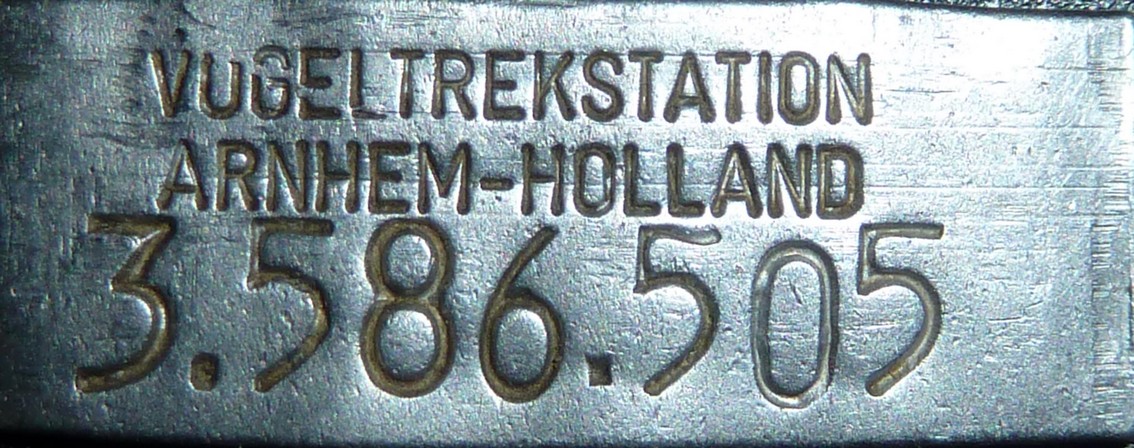 VOGELTREKSTATION
ARNHEM-HOLLAND
3.586.505